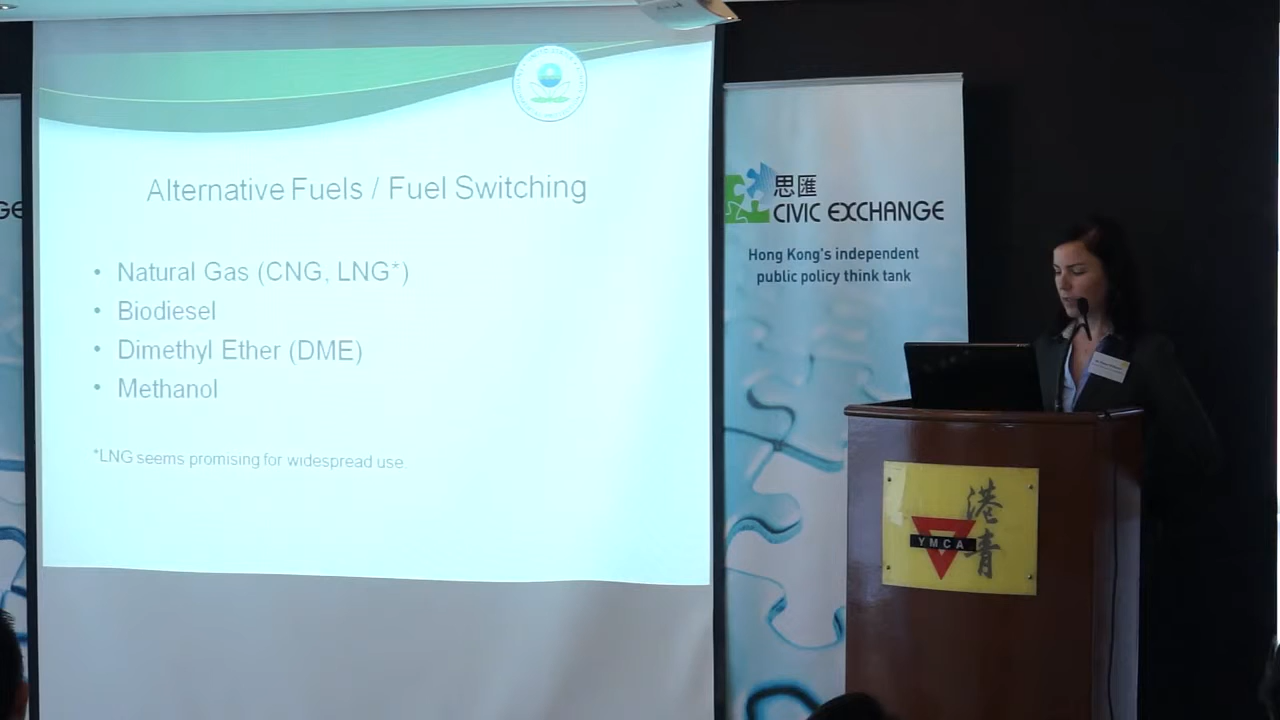 Alternative Fuels / Fuel Switching
• Natural Gas (CNG, LNG*)
• Biodiesel
• Dimethyl Ether (DME)
• Methanol
*LNG seems promising for widespread use
GE
思匯
CIVIC EXCHANGE
Hong Kong's independent
public policy think tank
港青
YMCA